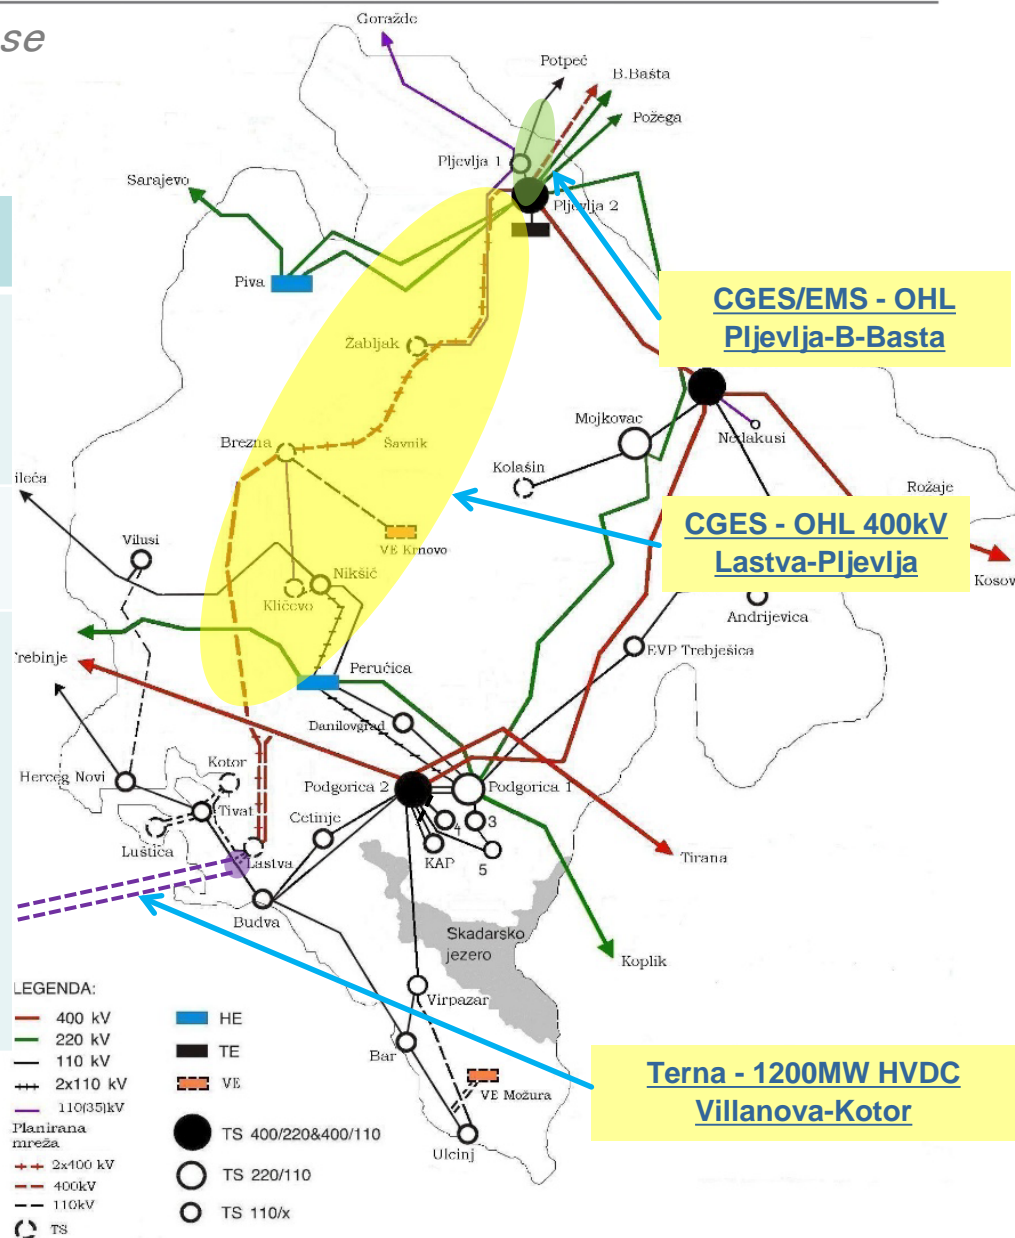 se
Goražde
Potpeč
B.Bašta
Požega
Pljevlja 1
Sarajevo
Pljevlja 2
Piva
CGES/EMS - OHL
Pljevlja-B-Basta
Žabljak
Mojkovac
Nedakusi
Brezna
Šavnik
Kolašin
ileća
Rožaje
CGES - OHL 400kV
Lastva-Pljevlja
Vilusi
VE Krnovo
Nikšić
Kosov
Kličevo
Andrijevica
EVP Trebješica
Trebinje
Perućica
Danilovgrad
Kotor
Herceg Novi
Podgorica 2
Podgorica 1
Tivat
Cetinje
4
3
Luštica
Lastva
KAP
5
Tirana
Budva
Skadarsko
jezero
Koplik
LEGENDA:
Virpazar
400 kV
HE
220 kV
Bar
110 kV
TE
Terna - 1200MW HVDC
Villanova-Kotor
2x110 kV
VE
VE Možura
110(35)kV
Planirana
mreža
TS 400/220&400/110
Ulcinj
2x400 kV
TS 220/110
400kV
110kV
TS 110/x
TS